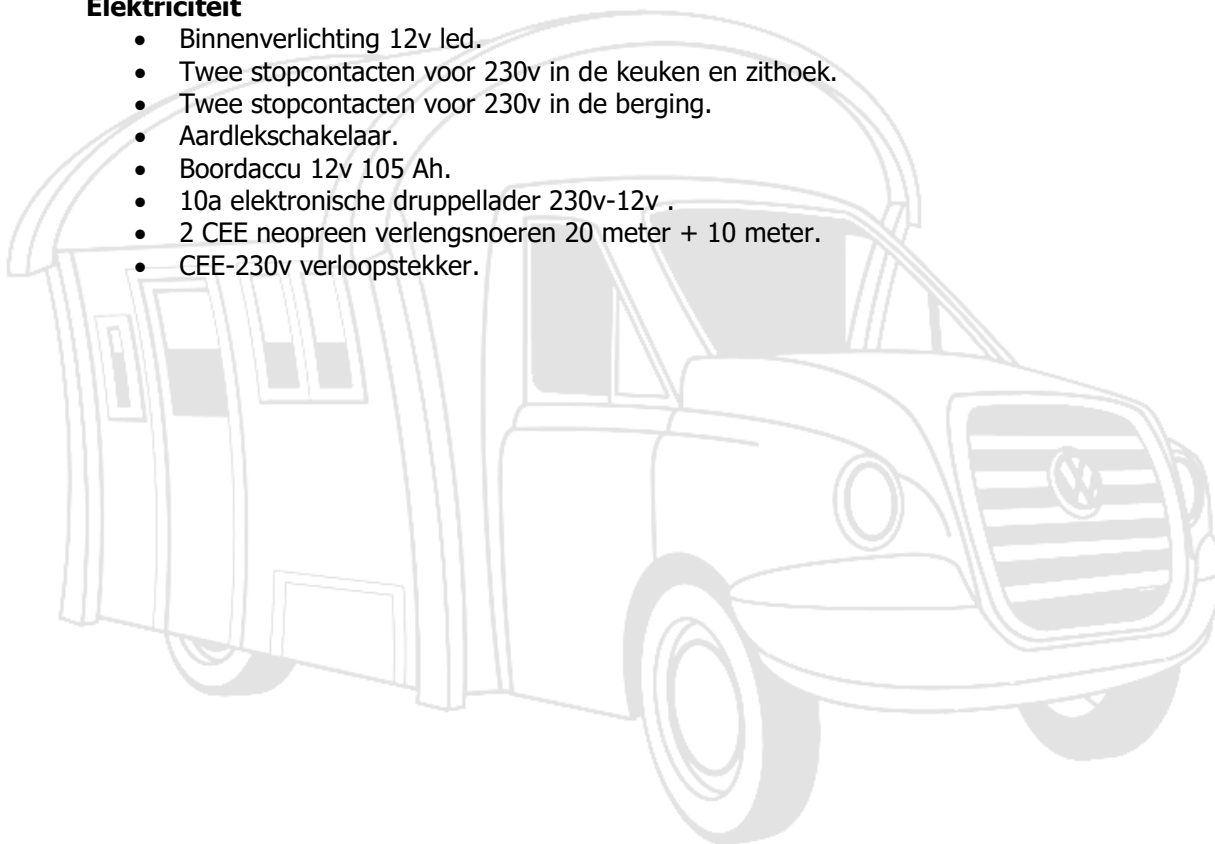 Elektriciteit
• Binnenverlichting 12v led.
• Twee stopcontacten voor 230v in de keuken en zithoek.
• Twee stopcontacten voor 230v in de berging.
• Aardlekschakelaar.
• Boordaccu 12v 105 Ah.
• 10a elektronische druppellader 230v-12v .
• 2 CEE neopreen verlengsnoeren 20 meter + 10 meter.
• CEE-230v verloopstekker.